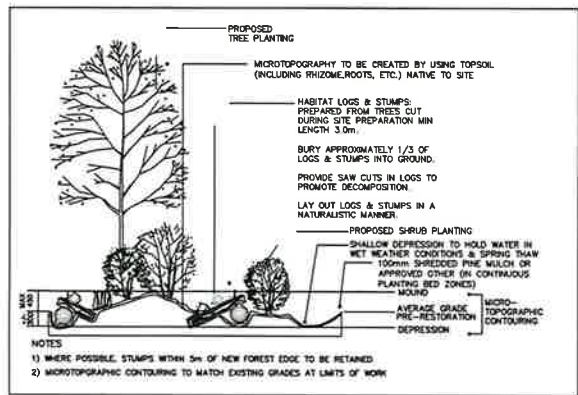 PROPOSED
TREE PLANTING
MICROTOPOGRAPHY TO BE CREATED BY USING TOPSOIL
(INCLUDING RHIZOME,ROOTS, ETC.) NATIVE TO SITE
HABITAT LOGS & STUMPS:
PREPARED FROM TREES CUT
DURING SITE PREPARATION MIN
LENGTH 3.0m.
BURY APPROXIMATELY 1/3 OF
LOGS & STUMPS INTO GROUND.
PROVIDE SAW CUTS IN LOGS TO
PROMOTE DECOMPOSITION.
LAY OUT LOGS & STUMPS IN A
NATURALISTIC MANNER.
PROPOSED SHRUB PLANTING
SHALLOW DEPRESSION TO HOLD WATER IN
WET WEATHER CONDITIONS & SPRING THAW
100mm SHREDDED PINE MULCH OR
APPROVED OTHER (IN CONTINUOUS
PLANTING BED ZONES)
MOUND
MICRO-
TOPOGRAPHIC
CONTOURING
AVERAGE GRADE
PRE-RESTORATION
DEPRESSION
MAX
450
NOTES
1) WHERE POSSIBLE, STUMPS WITHIN 5m OF NEW FOREST EDGE TO BE RETAINED
2) MICROTOPGRAPHIC CONTOURING TO MATCH EXISTING GRADES AT LIMITS OF WORK